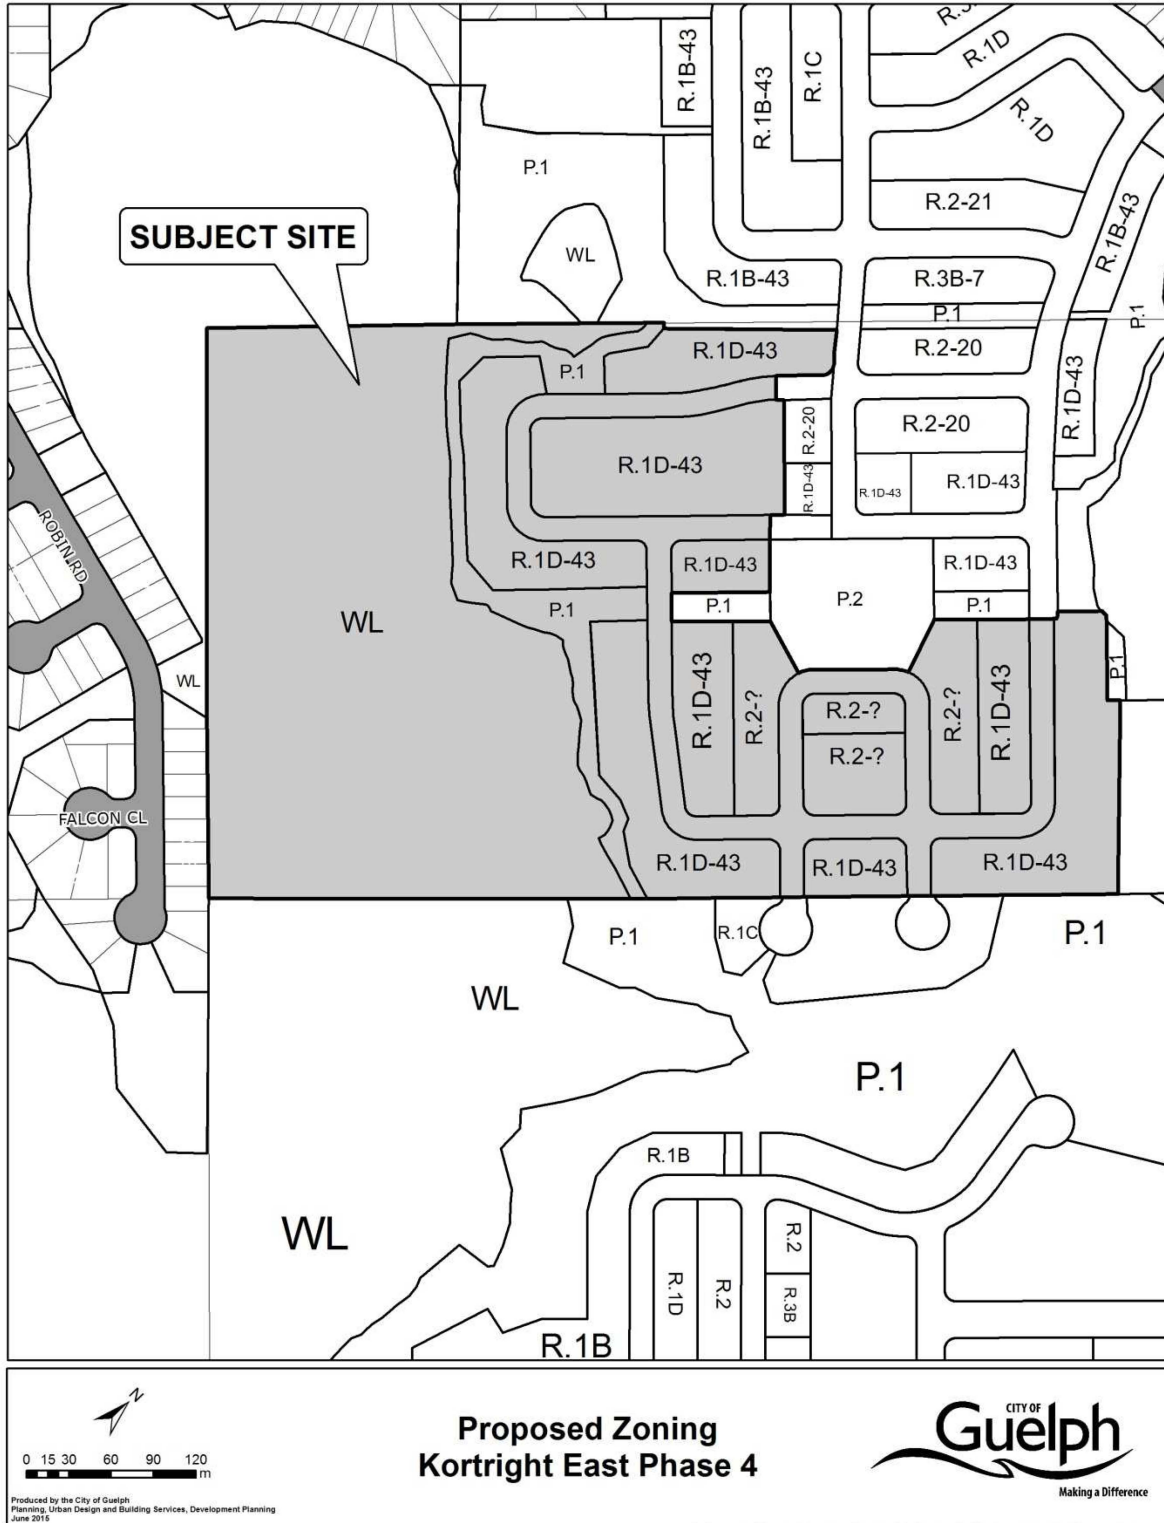 R.1B-43
R.1B-43
R.1C
R.1D
R.1D
P.1
R.2-21
R.1B-43
SUBJECT SITE
WL
R.1B-43
R.3B-7
P.1
P.1
R.1D-43
R.2-20
P.1
R.1D-43
R.2-20
R.2-20
R.1D-43
R.1D-43
R.1D-43
R.1D-43
ROBIN RD
R.1D-43
R.1D-43
R.1D-43
P.1
P.1
P.2
P.1
WL
WL
P.1
R.1D-43
R.2-?
R.2-?
R.2-?
R.2-?
R.1D-43
FALCON CL
R.1D-43
R.1D-43
R.1D-43
P.1
R.1C
P.1
WL
P.1
R.1B
WL
R.1D
R.2
R.2
R.3B
R.1B
N
0 15 30 60 90 120
m
Proposed Zoning
Kortright East Phase 4
CITY OF
Guelph
Making a Difference
Produced by the City of Guelph
Planning, Urban Design and Building Services, Development Planning
June 2015